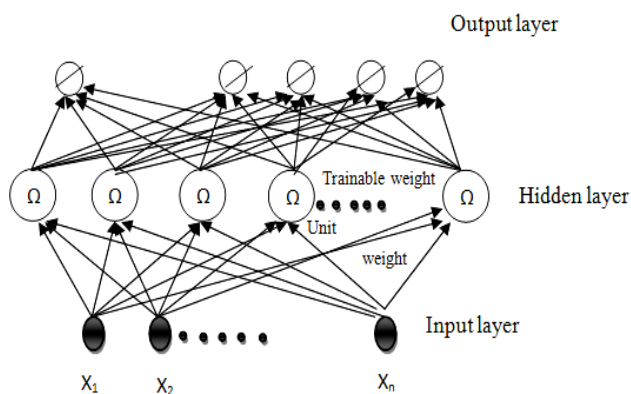 Output layer
Ω Ω Ω Ω Ω
Trainable weight
Hidden layer
Unit
weight
Input layer
X₁ X₂ Xₙ